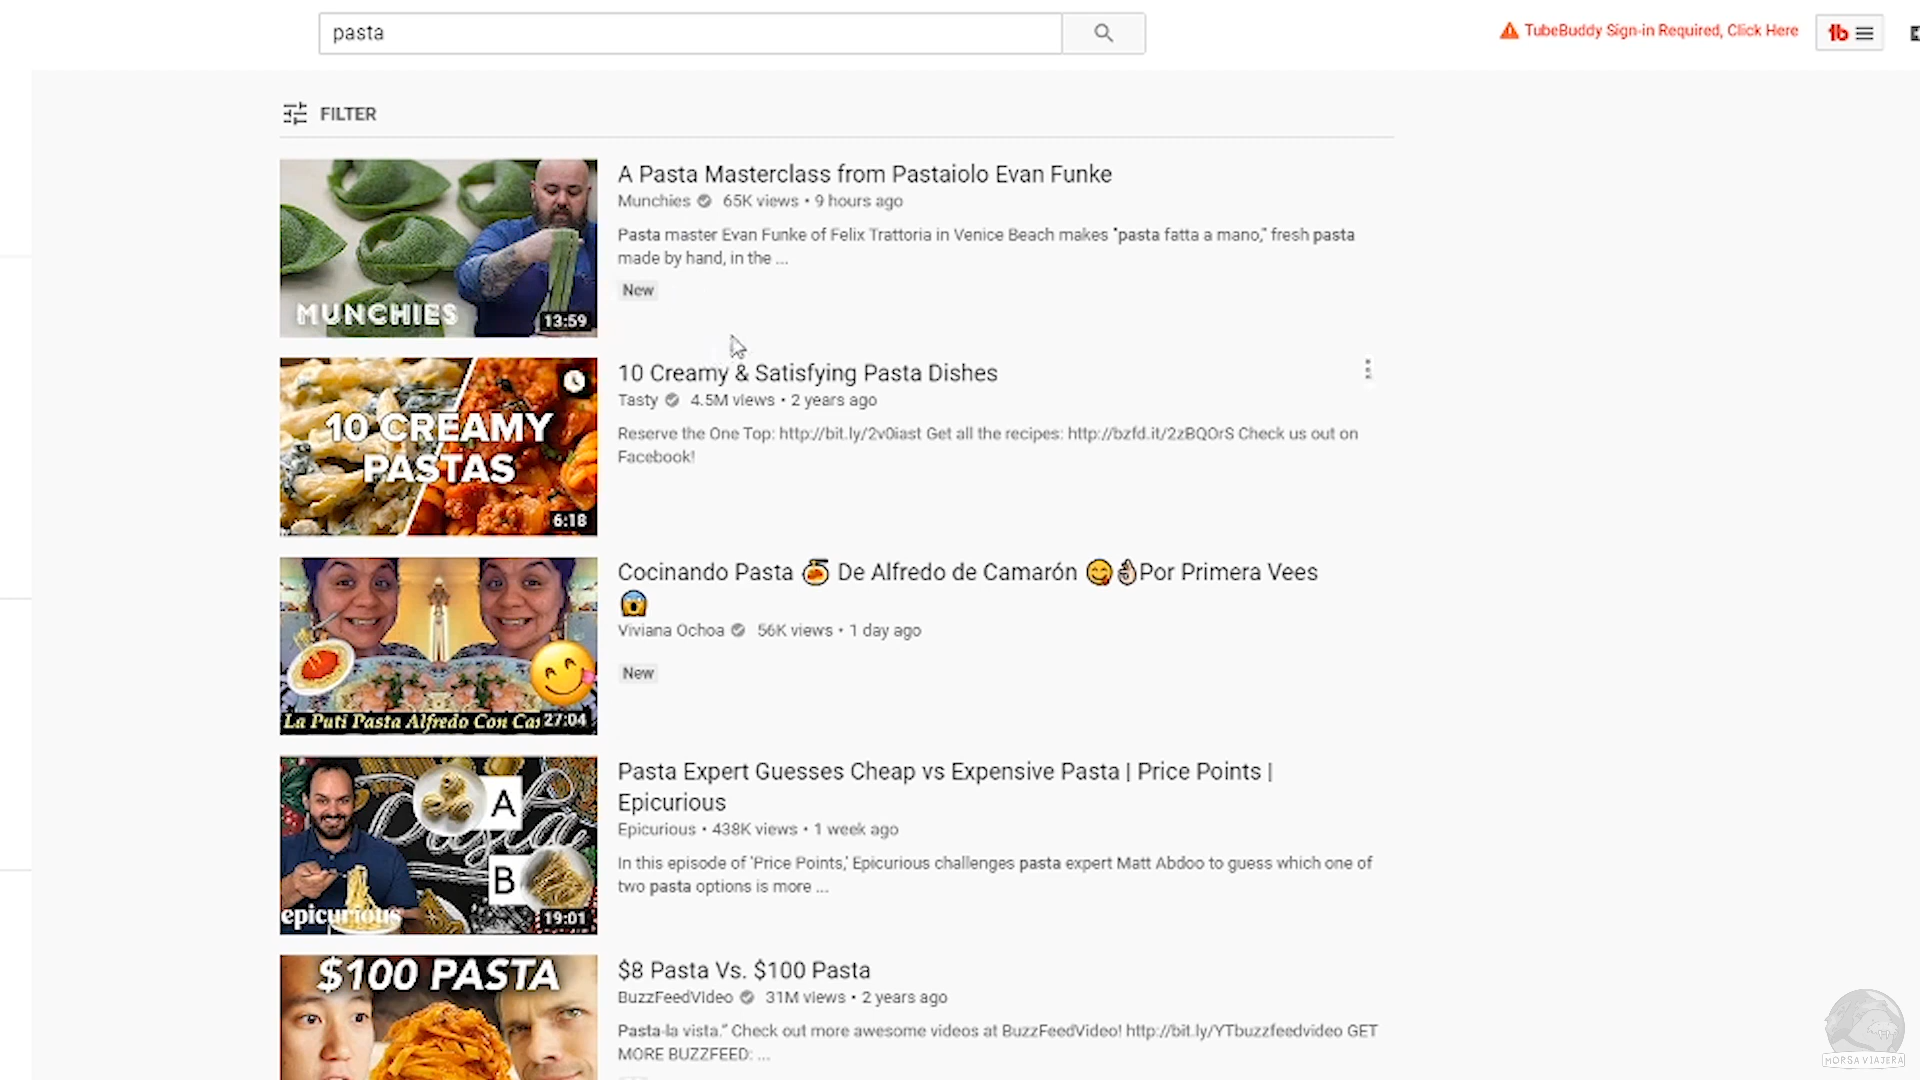 pasta
TubeBuddy Sign-in Required, Click Here
tb
FILTER
MUNCHIES
13:59
A Pasta Masterclass from Pastaiolo Evan Funke
Munchies 65K views • 9 hours ago
Pasta master Evan Funke of Felix Trattoria in Venice Beach makes "pasta fatta a mano," fresh pasta
made by hand, in the ...
New
10 CREAMY
PASTAS
6:18
10 Creamy & Satisfying Pasta Dishes
Tasty 4.5M views • 2 years ago
Reserve the One Top: http://bit.ly/2v0iast Get all the recipes: http://bzfd.it/2zBQOrS Check us out on
Facebook!
La Puti Pasta Alfredo Con Ca
27:04
Cocinando Pasta 🍝 De Alfredo de Camarón 😋👌Por Primera Vees
😱
Viviana Ochoa 56K views • 1 day ago
New
A
B
epicurious
19:01
Pasta Expert Guesses Cheap vs Expensive Pasta | Price Points |
Epicurious
Epicurious • 438K views • 1 week ago
In this episode of 'Price Points,' Epicurious challenges pasta expert Matt Abdoo to guess which one of
two pasta options is more ...
$100 PASTA
$8 Pasta Vs. $100 Pasta
BuzzFeedVideo 31M views • 2 years ago
Pasta-la vista.” Check out more awesome videos at BuzzFeedVideo! http://bit.ly/YTbuzzfeedvideo GET
MORE BUZZFEED: ...
MORSA VIAJERA